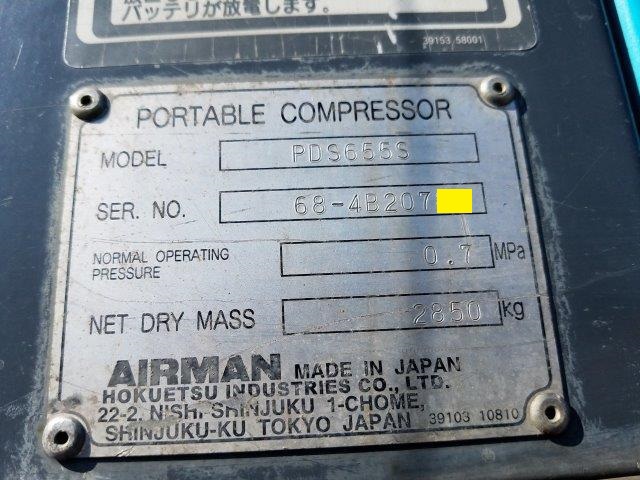 バッテリが放電します。
39153 58001
PORTABLE COMPRESSOR
MODEL PDS655S
SER. NO. 68-4B207
NORMAL OPERATING PRESSURE 0.7 MPa
NET DRY MASS 2850 kg
AIRMAN MADE IN JAPAN
HOKUETSU INDUSTRIES CO., LTD.
22-2, NISHI SHINJUKU 1-CHOME,
SHINJUKU-KU TOKYO JAPAN 39103 10810